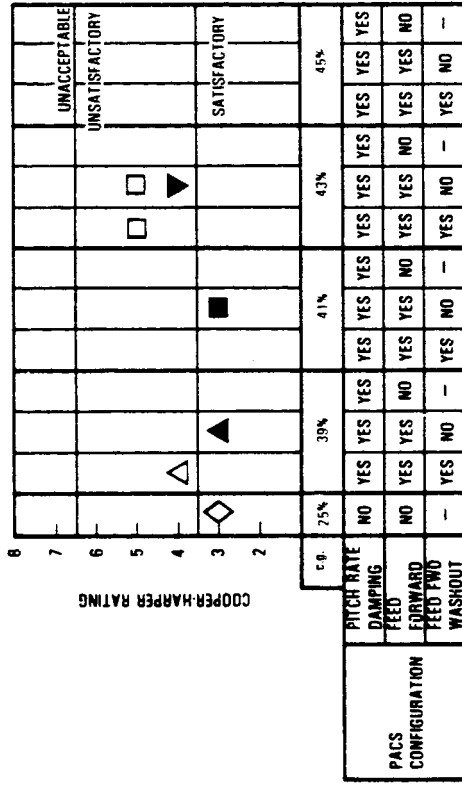 COOPER-HARPER RATING
8
7
6
5
4
3
2
UNACCEPTABLE
UNSATISFACTORY
SATISFACTORY
c.g. 25% 39% 41% 43% 45%
PACS
CONFIGURATION
PITCH RATE
DAMPING NO YES YES YES YES YES YES YES YES YES YES YES YES
FEED
FORWARD NO YES YES NO YES YES NO YES YES NO YES YES NO
FEED FWD
WASHOUT – YES NO – YES NO – YES NO – YES NO –